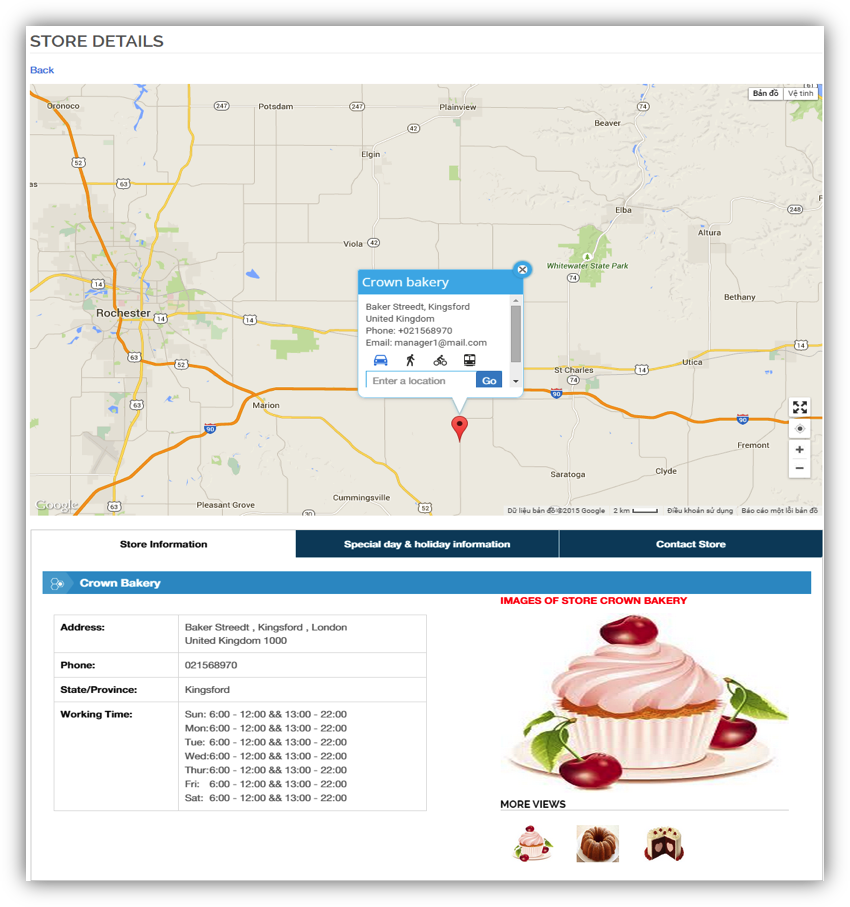 STORE DETAILS
Back
Oronoco
247
Potsdam
247
Plainview
42
74
Beaver
161
Bản đồ
Vệ tinh
Elgin
52
63
as
63
Elba
248
Altura
Viola
42
Whitewater State Park
74
Bethany
14
Rochester
14
14
Crown bakery
Baker Streedt, Kingsford
United Kingdom
Phone: +021568970
Email: manager1@mail.com
Enter a location
Go
63
52
St Charles
74
14
Utica
14
63
Marion
90
90
90
Fremont
Saratoga
Clyde
Cummingsville
Pleasant Grove
63
52
30
Google
Dữ liệu bản đồ ©2015 Google
2 km
Điều khoản sử dụng
Báo cáo một lỗi bản đồ
Store Information
Special day & holiday information
Contact Store
Crown Bakery
IMAGES OF STORE CROWN BAKERY
Address:
Baker Streedt , Kingsford , London
United Kingdom 1000
Phone:
021568970
State/Province:
Kingsford
Working Time:
Sun: 6:00 - 12:00 && 13:00 - 22:00
Mon: 6:00 - 12:00 && 13:00 - 22:00
Tue: 6:00 - 12:00 && 13:00 - 22:00
Wed: 6:00 - 12:00 && 13:00 - 22:00
Thur: 6:00 - 12:00 && 13:00 - 22:00
Fri: 6:00 - 12:00 && 13:00 - 22:00
Sat: 6:00 - 12:00 && 13:00 - 22:00
MORE VIEWS